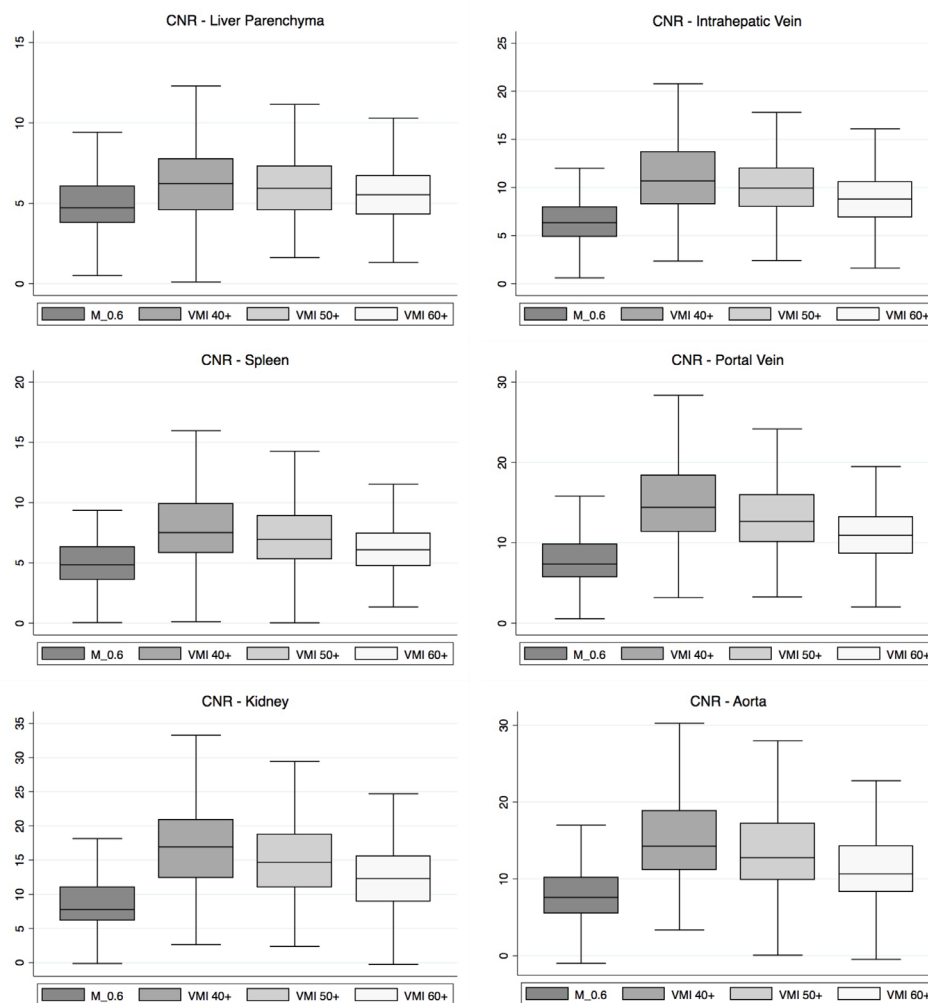 CNR - Liver Parenchyma
15
10
5
0
M_0.6 VMI 40+ VMI 50+ VMI 60+
CNR - Intrahepatic Vein
25
20
15
10
5
0
M_0.6 VMI 40+ VMI 50+ VMI 60+
CNR - Spleen
20
15
10
5
0
M_0.6 VMI 40+ VMI 50+ VMI 60+
CNR - Portal Vein
30
20
10
0
M_0.6 VMI 40+ VMI 50+ VMI 60+
CNR - Kidney
35
30
25
20
15
10
5
0
M_0.6 VMI 40+ VMI 50+ VMI 60+
CNR - Aorta
30
20
10
0
M_0.6 VMI 40+ VMI 50+ VMI 60+